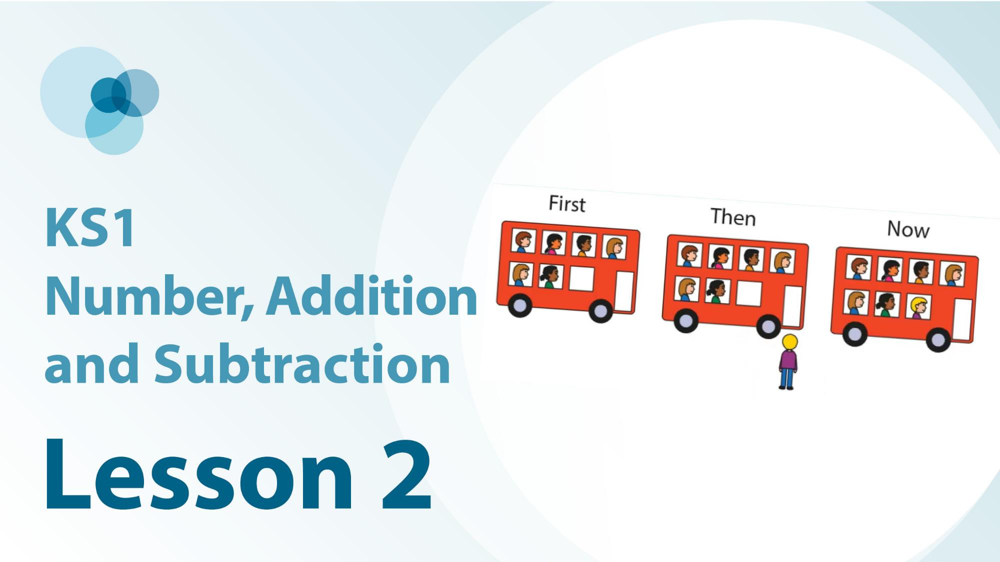 KS1
Number, Addition
and Subtraction
Lesson 2
First
Then
Now